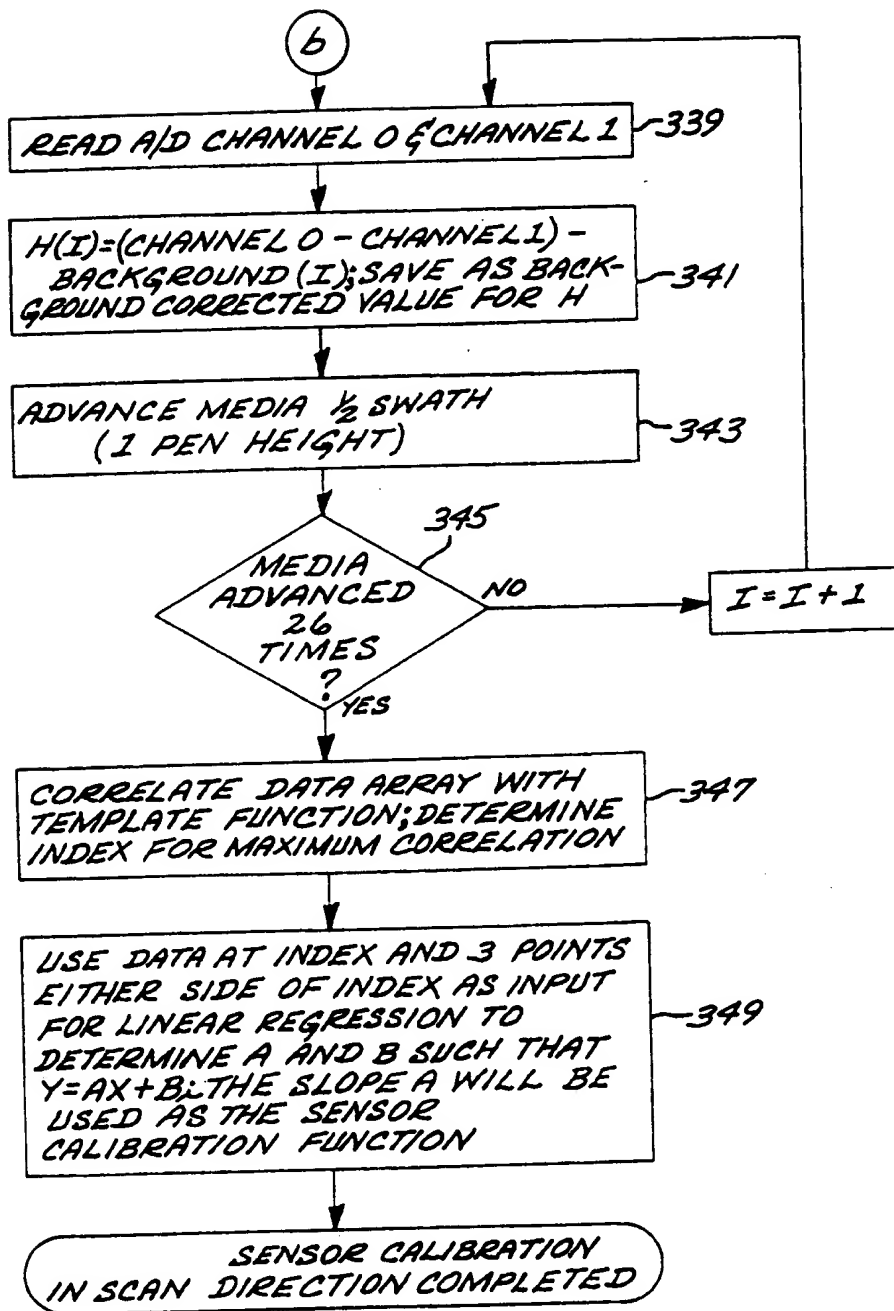 b
READ A/D CHANNEL 0 & CHANNEL 1
339
H(I)=(CHANNEL 0 - CHANNEL 1) -
BACKGROUND (I); SAVE AS BACK-
GROUND CORRECTED VALUE FOR H
341
ADVANCE MEDIA 1/2 SWATH
(1 PEN HEIGHT)
343
345
MEDIA
ADVANCED
26
TIMES
?
NO
I = I + 1
YES
CORRELATE DATA ARRAY WITH
TEMPLATE FUNCTION; DETERMINE
INDEX FOR MAXIMUM CORRELATION
347
USE DATA AT INDEX AND 3 POINTS
EITHER SIDE OF INDEX AS INPUT
FOR LINEAR REGRESSION TO
DETERMINE A AND B SUCH THAT
Y=AX+B; THE SLOPE A WILL BE
USED AS THE SENSOR
CALIBRATION FUNCTION
349
SENSOR CALIBRATION
IN SCAN DIRECTION COMPLETED